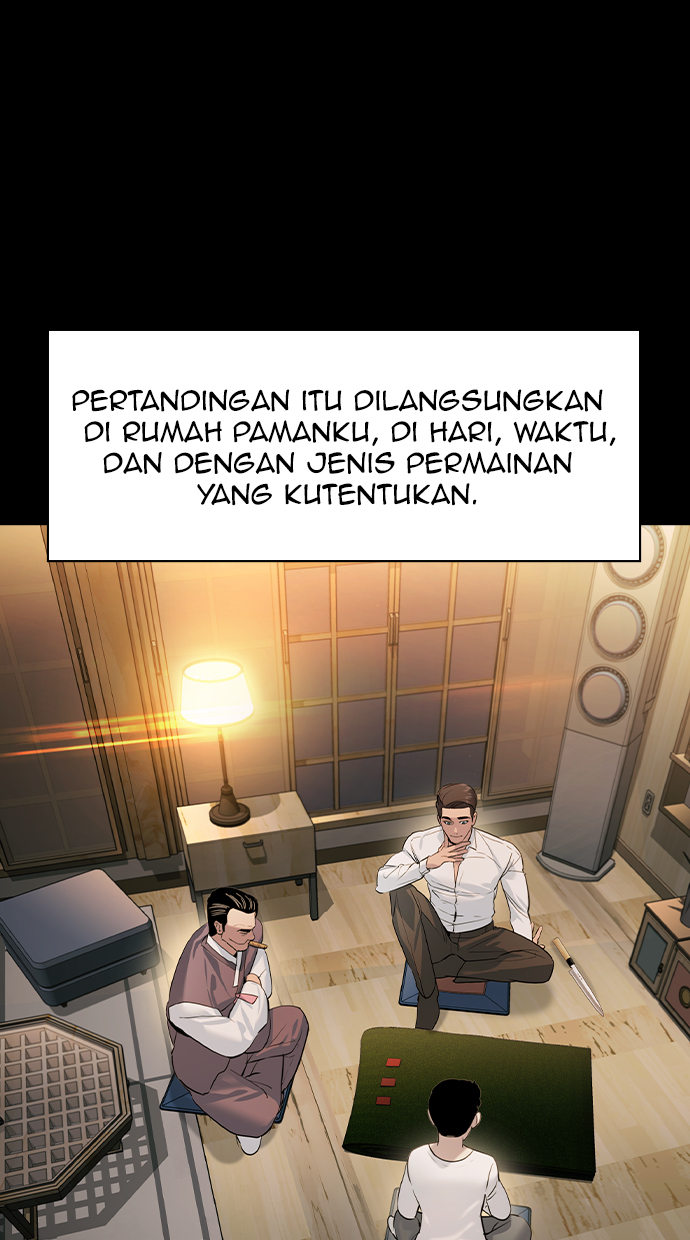 PERTANDINGAN ITU DILANGSUNGKAN
DI RUMAH PAMANKU, DI HARI, WAKTU,
DAN DENGAN JENIS PERMAINAN
YANG KUTENTUKAN.